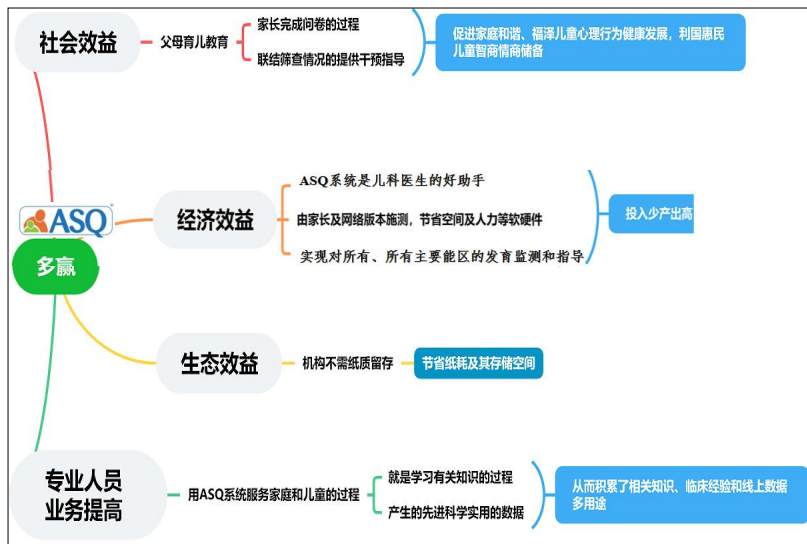 社会效益
父母育儿教育
家长完成问卷的过程
联结筛查情况的提供干预指导
促进家庭和谐、福泽儿童心理行为健康发展，利国惠民
儿童智商情商储备
ASQ
多赢
经济效益
ASQ系统是儿科医生的好助手
由家长及网络版本施测，节省空间及人力等软硬件
实现对所有、所有主要能区的发育监测和指导
投入少产出高
生态效益
机构不需纸质留存
节省纸耗及其存储空间
专业人员
业务提高
用ASQ系统服务家庭和儿童的过程
就是学习有关知识的过程
产生的先进科学实用的数据
从而积累了相关知识、临床经验和线上数据
多用途